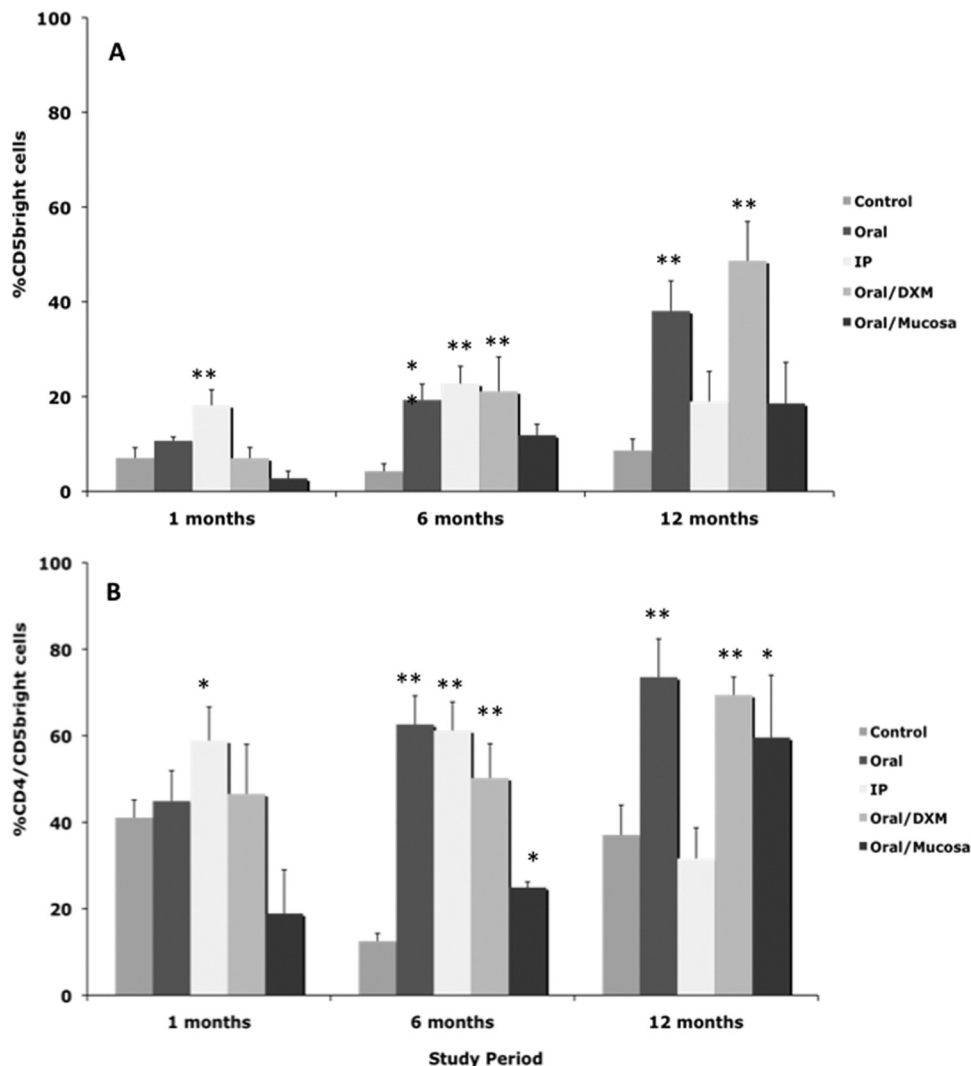 A
%CD5bright cells
100
80
60
40
20
0
**
*
*
**
**
**
**
1 months
6 months
12 months
Control
Oral
IP
Oral/DXM
Oral/Mucosa
B
%CD4/CD5bright cells
100
80
60
40
20
0
*
**
**
**
*
**
**
*
1 months
6 months
12 months
Study Period
Control
Oral
IP
Oral/DXM
Oral/Mucosa